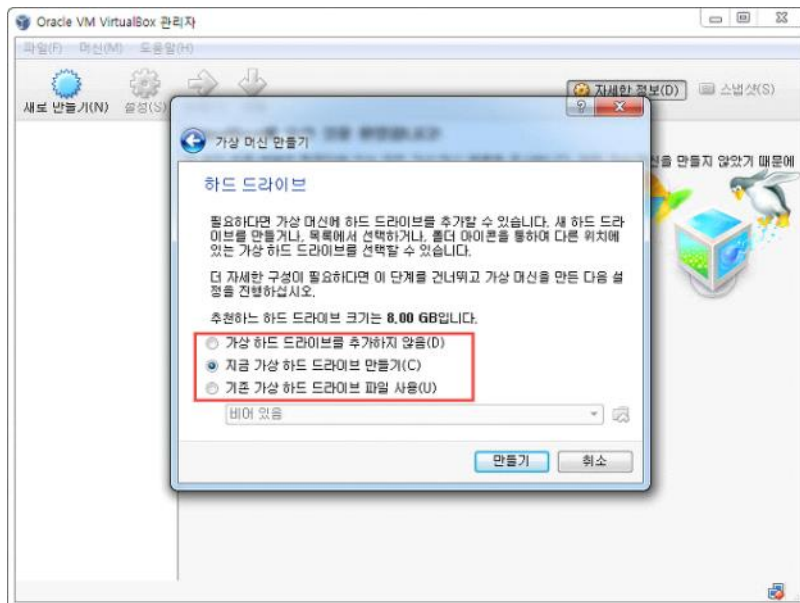 Oracle VM VirtualBox 관리자
파일(F) 머신(M) 도움말(H)
새로 만들기(N) 설정(S)
자세한 정보(D) 스냅샷(S)
가상 머신 만들기
신을 만들지 않았기 때문에
하드 드라이브
필요하다면 가상 머신에 하드 드라이브를 추가할 수 있습니다. 새 하드 드라
이브를 만들거나, 목록에서 선택하거나, 폴더 아이콘을 통하여 다른 위치에
있는 가상 하드 드라이브를 선택할 수 있습니다.
더 자세한 구성이 필요하다면 이 단계를 건너뛰고 가상 머신을 만든 다음 설
정을 진행하십시오.
추천하느 하드 드라이브 크기는 8.00 GB입니다.
가상 하드 드라이브를 추가하지 않음(D)
지금 가상 하드 드라이브 만들기(C)
기존 가상 하드 드라이브 파일 사용(U)
비어 있음
만들기 취소